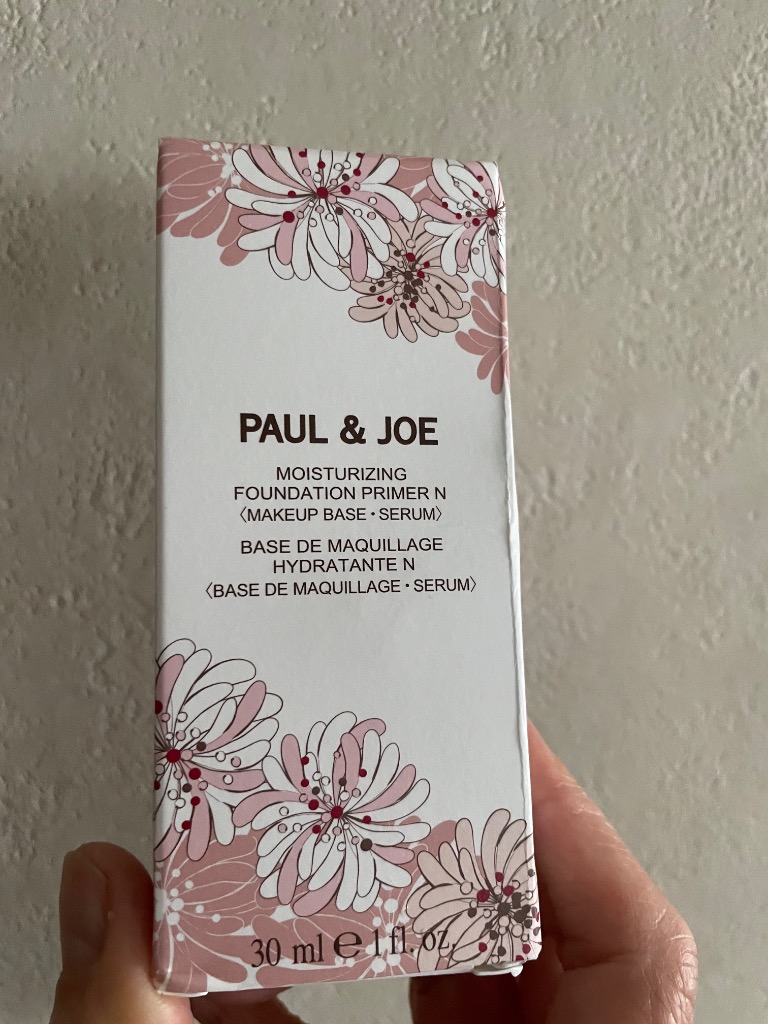 PAUL & JOE
MOISTURIZING
FOUNDATION PRIMER N
〈MAKEUP BASE・SERUM〉
BASE DE MAQUILLAGE
HYDRATANTE N
〈BASE DE MAQUILLAGE・SERUM〉
30 ml ℮ 1 fl. oz.